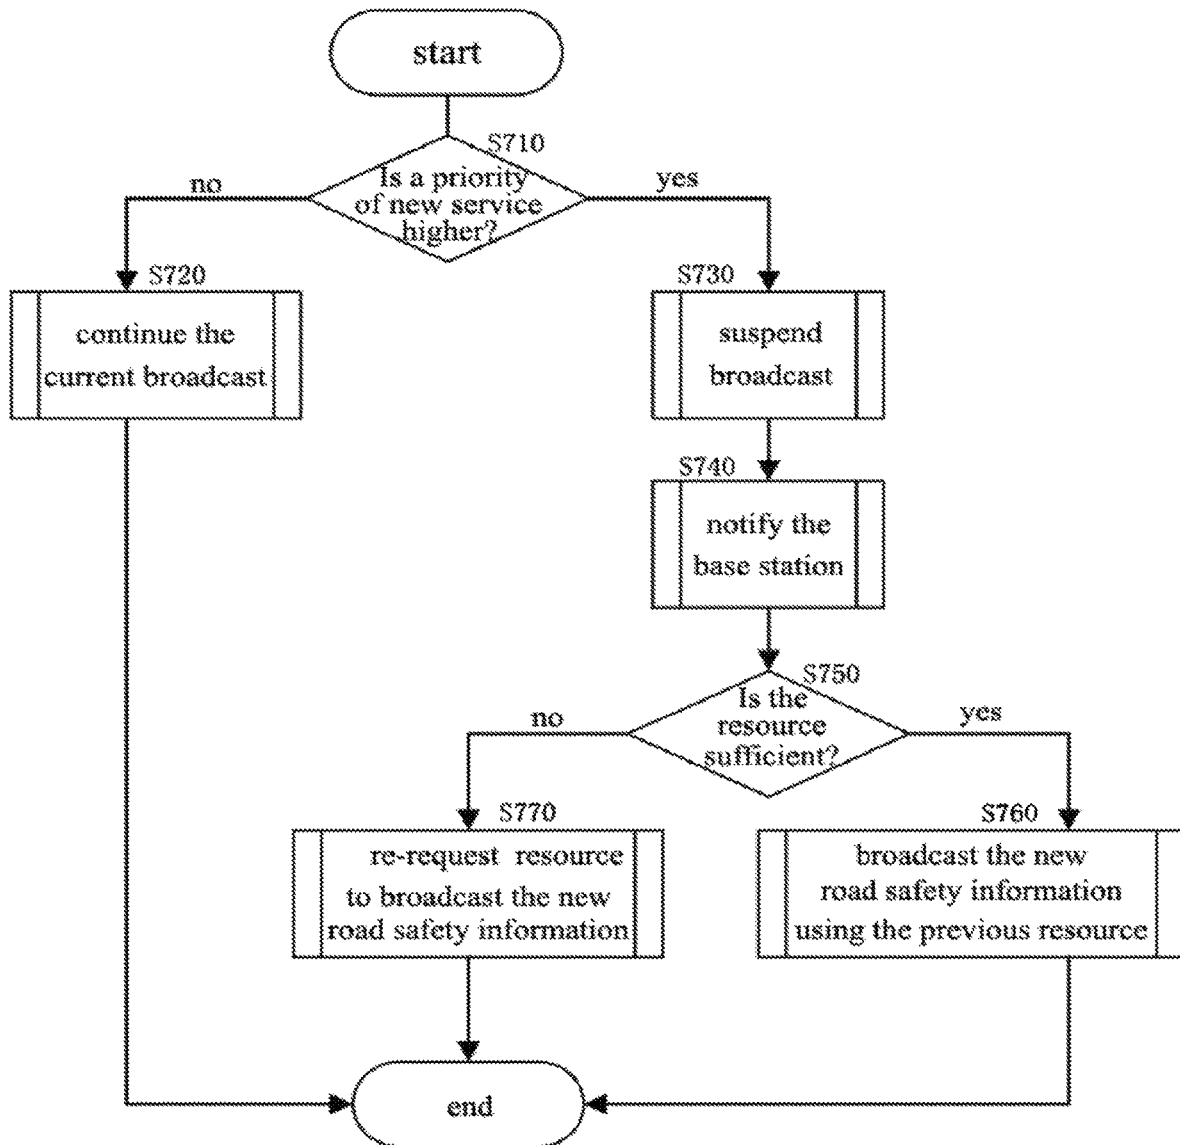 start
S710
Is a priority
of new service
higher?
no
yes
S720
continue the
current broadcast
S730
suspend
broadcast
S740
notify the
base station
S750
Is the
resource
sufficient?
no
yes
S770
re-request resource
to broadcast the new
road safety information
S760
broadcast the new
road safety information
using the previous resource
end